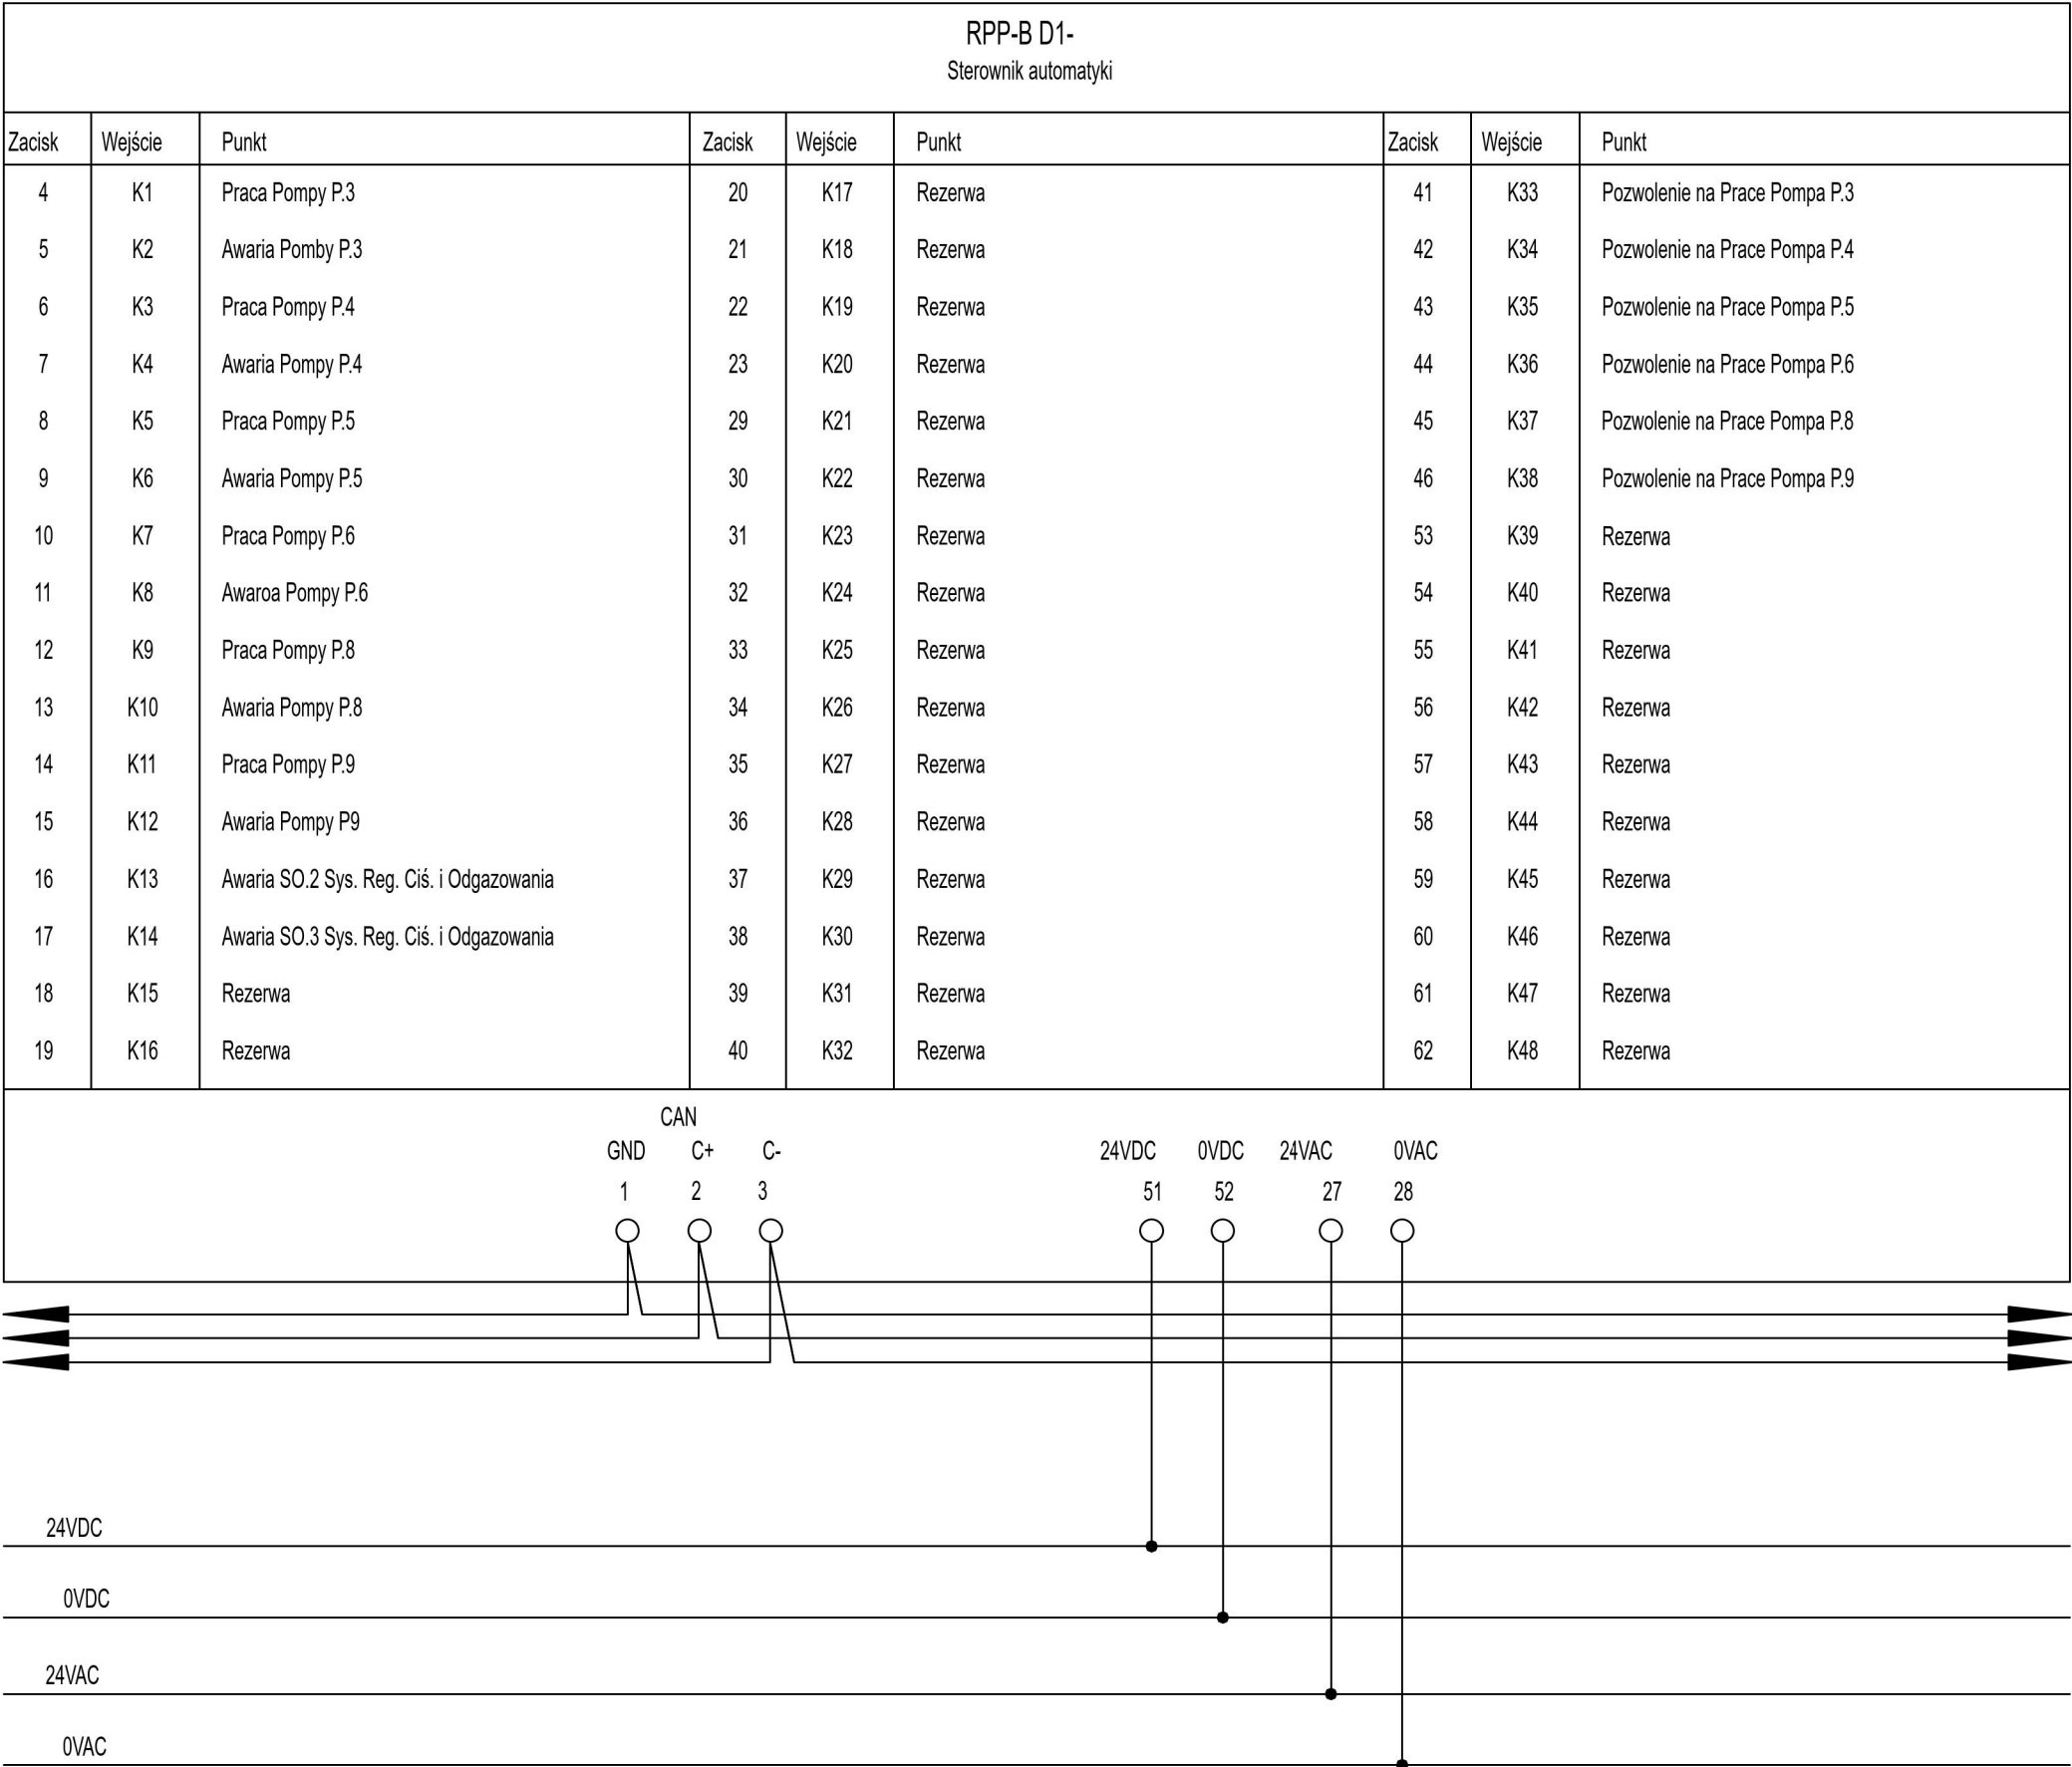 RPP-B D1-
Sterownik automatyki
Zacisk Wejście Punkt Zacisk Wejście Punkt Zacisk Wejście Punkt
4 K1 Praca Pompy P.3 20 K17 Rezerwa 41 K33 Pozwolenie na Prace Pompa P.3
5 K2 Awaria Pomby P.3 21 K18 Rezerwa 42 K34 Pozwolenie na Prace Pompa P.4
6 K3 Praca Pompy P.4 22 K19 Rezerwa 43 K35 Pozwolenie na Prace Pompa P.5
7 K4 Awaria Pompy P.4 23 K20 Rezerwa 44 K36 Pozwolenie na Prace Pompa P.6
8 K5 Praca Pompy P.5 29 K21 Rezerwa 45 K37 Pozwolenie na Prace Pompa P.8
9 K6 Awaria Pompy P.5 30 K22 Rezerwa 46 K38 Pozwolenie na Prace Pompa P.9
10 K7 Praca Pompy P.6 31 K23 Rezerwa 53 K39 Rezerwa
11 K8 Awaroa Pompy P.6 32 K24 Rezerwa 54 K40 Rezerwa
12 K9 Praca Pompy P.8 33 K25 Rezerwa 55 K41 Rezerwa
13 K10 Awaria Pompy P.8 34 K26 Rezerwa 56 K42 Rezerwa
14 K11 Praca Pompy P.9 35 K27 Rezerwa 57 K43 Rezerwa
15 K12 Awaria Pompy P9 36 K28 Rezerwa 58 K44 Rezerwa
16 K13 Awaria SO.2 Sys. Reg. Ciś. i Odgazowania 37 K29 Rezerwa 59 K45 Rezerwa
17 K14 Awaria SO.3 Sys. Reg. Ciś. i Odgazowania 38 K30 Rezerwa 60 K46 Rezerwa
18 K15 Rezerwa 39 K31 Rezerwa 61 K47 Rezerwa
19 K16 Rezerwa 40 K32 Rezerwa 62 K48 Rezerwa
CAN
GND C+ C- 24VDC 0VDC 24VAC 0VAC
1 2 3 51 52 27 28
24VDC
0VDC
24VAC
0VAC